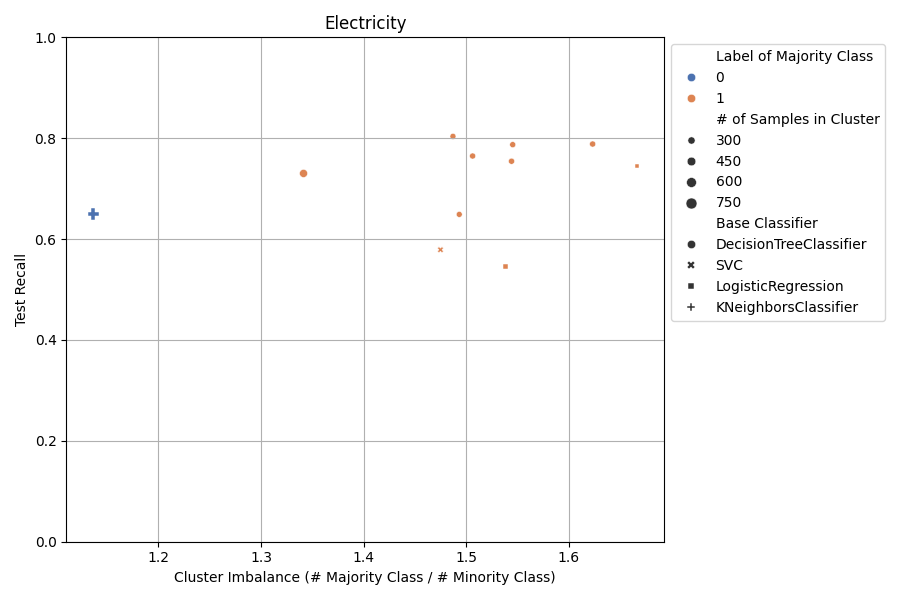 Electricity
1.0
0.8
0.6
0.4
0.2
0.0
Test Recall
1.2
1.3
1.4
1.5
1.6
Cluster Imbalance (# Majority Class / # Minority Class)
Label of Majority Class
0
1
# of Samples in Cluster
300
450
600
750
Base Classifier
DecisionTreeClassifier
SVC
LogisticRegression
KNeighborsClassifier